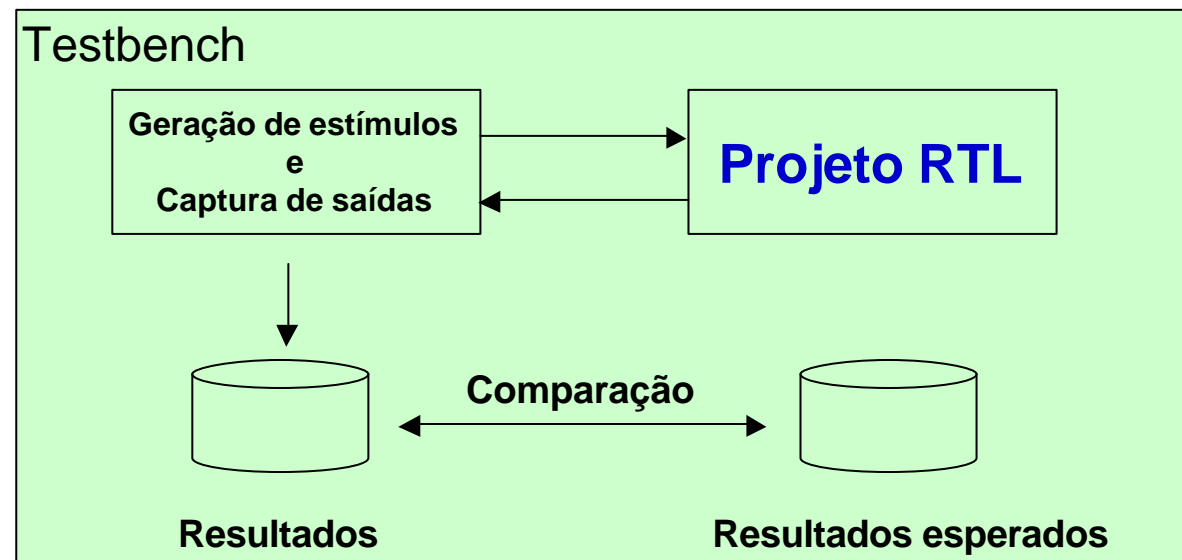 Testbench
Geração de estímulos
e
Captura de saídas
Projeto RTL
Comparação
Resultados
Resultados esperados